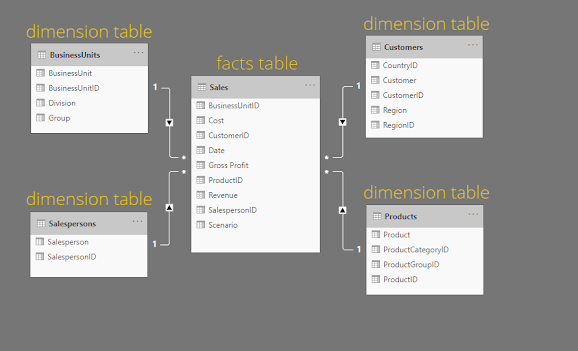 dimension table
BusinessUnits
BusinessUnit
BusinessUnitID
Division
Group
facts table
Sales
BusinessUnitID
Cost
CustomerID
Date
Gross Profit
ProductID
Revenue
SalespersonID
Scenario
dimension table
Customers
CountryID
Customer
CustomerID
Region
RegionID
dimension table
Salespersons
Salesperson
SalespersonID
dimension table
Products
Product
ProductCategoryID
ProductGroupID
ProductID
1
*
1
*
*
1
*
1